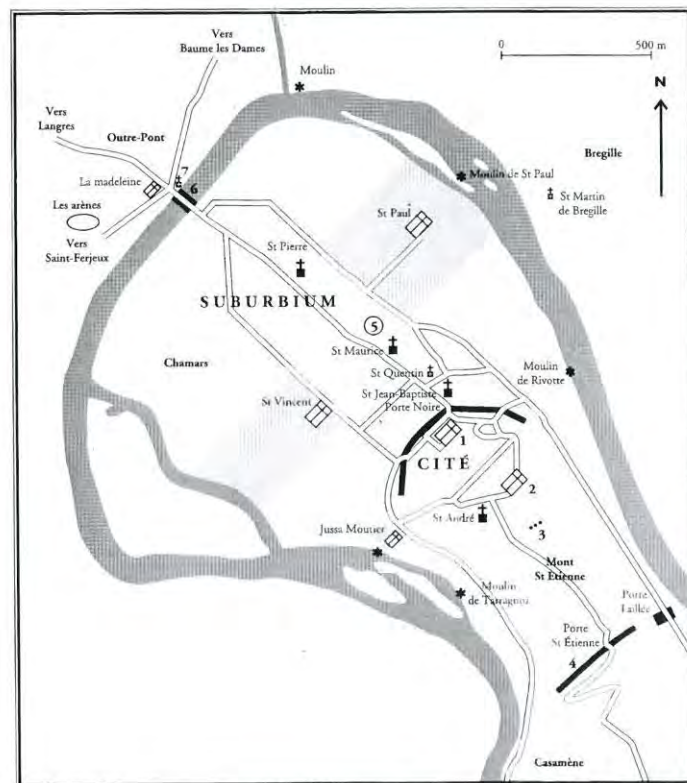 Vers
Baume les Dames
0 500 m
Moulin
N
Vers
Langres
Outre-Pont
Bregille
7
La madeleine
6
Moulin de St Paul
St Martin
de Bregille
Les arènes
St Paul
Vers
Saint-Ferjeux
St Pierre
SUBURBIUM
5
St Maurice
Chamars
St Quentin
Moulin
de Rivotte
St Jean-Baptiste
Porte Noire
St Vincent
1
CITÉ
2
St André
3
Jussa Moutier
Mont
St Etienne
Moulin
de Tarragnoz
Porte
Taillée
Porte
St Étienne
4
Casamène